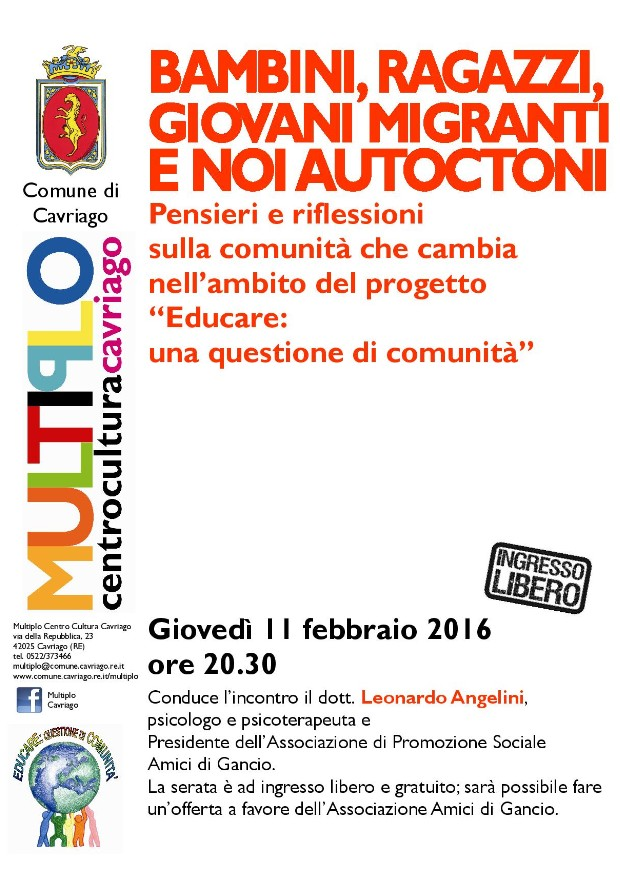 BAMBINI, RAGAZZI,
GIOVANI MIGRANTI
E NOI AUTOCTONI
Pensieri e riflessioni
sulla comunità che cambia
nell'ambito del progetto
“Educare:
una questione di comunità”
Comune di
Cavriago
MULTIPLO
centroculturacavriago
INGRESSO
LIBERO
Multiplo Centro Cultura Cavriago
via della Repubblica, 23
42025 Cavriago (RE)
tel. 0522/373466
multiplo@comune.cavriago.re.it
www.comune.cavriago.re.it/multiplo
f
Multiplo
Cavriago
EDUCARE: QUESTIONE DI COMUNITA'
Giovedì 11 febbraio 2016
ore 20.30
Conduce l'incontro il dott. Leonardo Angelini,
psicologo e psicoterapeuta e
Presidente dell'Associazione di Promozione Sociale
Amici di Gancio.
La serata è ad ingresso libero e gratuito; sarà possibile fare
un'offerta a favore dell'Associazione Amici di Gancio.